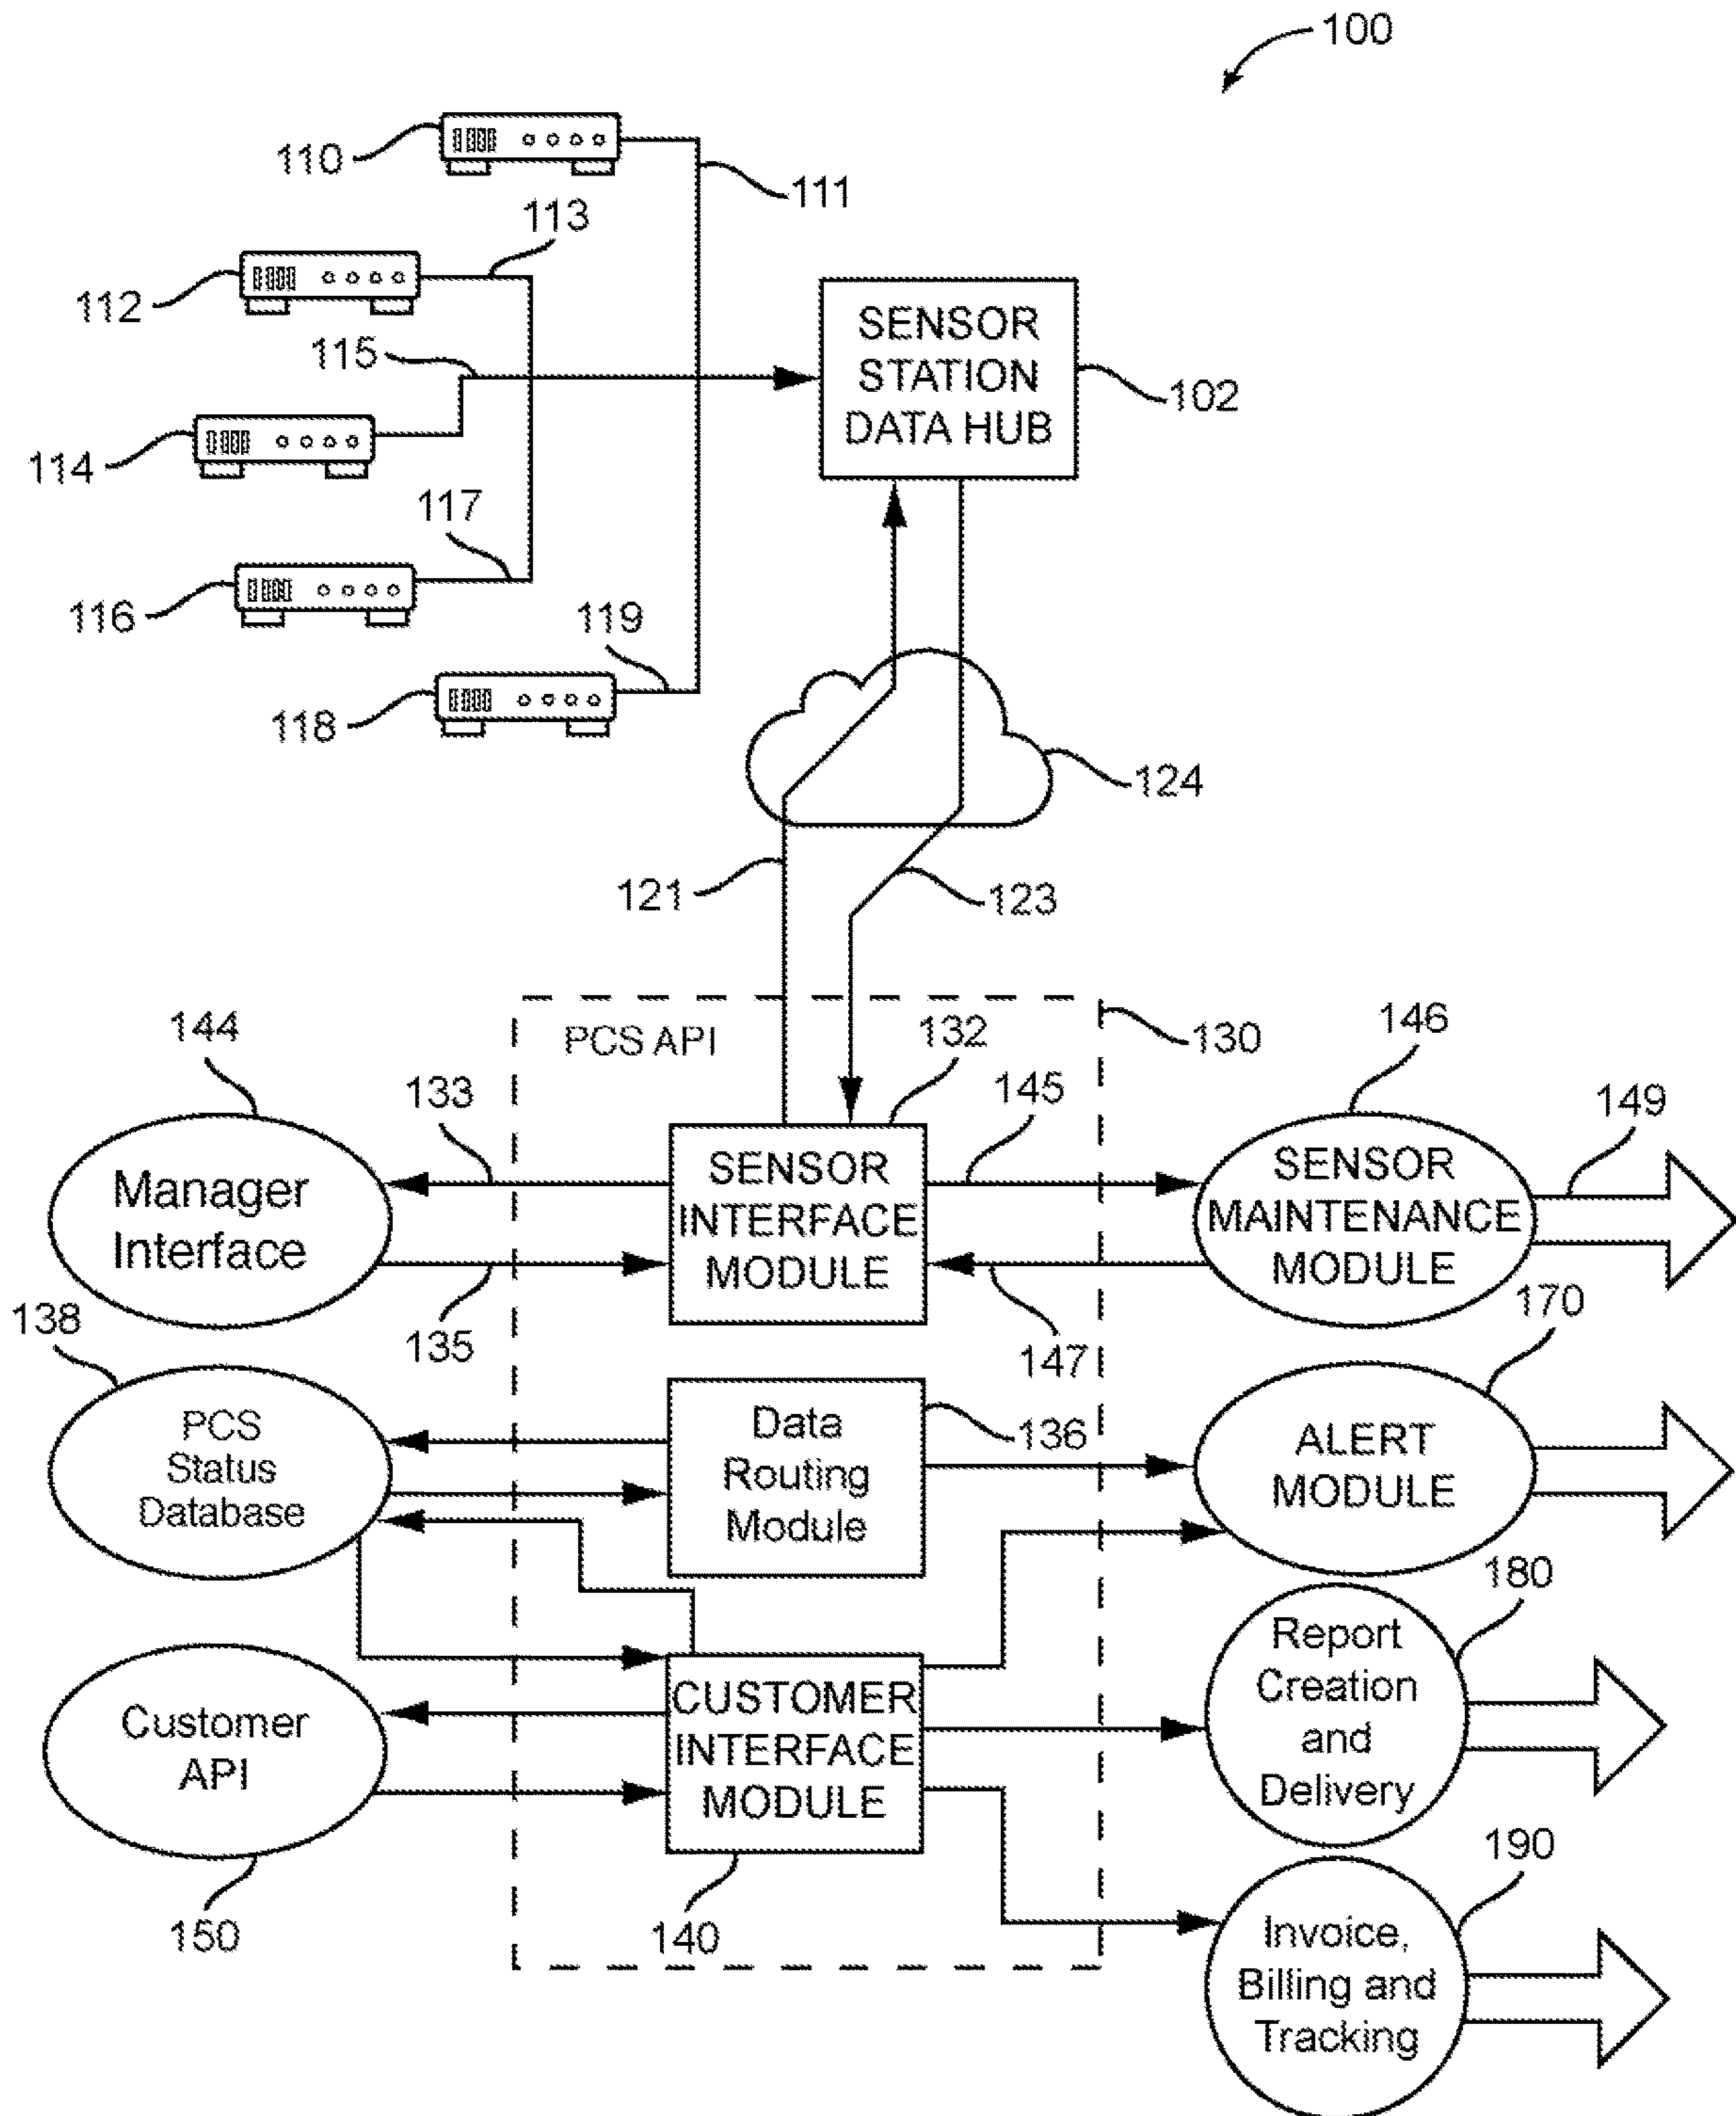 100
110
111
113
112
SENSOR
STATION
DATA HUB
115
102
114
117
116
119
118
124
121
123
144
PCS API
132
130
146
133
145
149
Manager
Interface
SENSOR
INTERFACE
MODULE
SENSOR
MAINTENANCE
MODULE
138
135
147
170
PCS
Status
Database
Data
Routing
Module
136
ALERT
MODULE
180
Customer
API
CUSTOMER
INTERFACE
MODULE
Report
Creation
and
Delivery
150
140
190
Invoice,
Billing and
Tracking